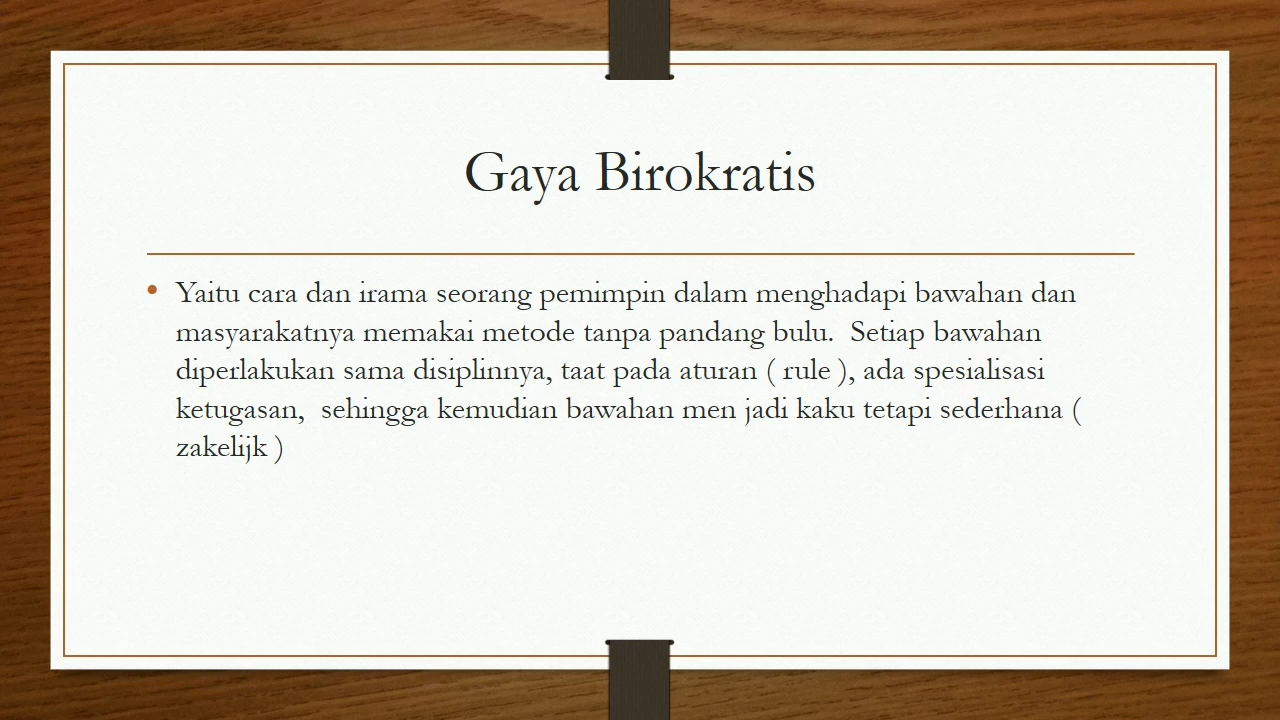 Gaya Birokratis
• Yaitu cara dan irama seorang pemimpin dalam menghadapi bawahan dan
masyarakatnya memakai metode tanpa pandang bulu.  Setiap bawahan
diperlakukan sama disiplinnya, taat pada aturan ( rule ), ada spesialisasi
ketugasan,  sehingga kemudian bawahan men jadi kaku tetapi sederhana (
zakelijk )